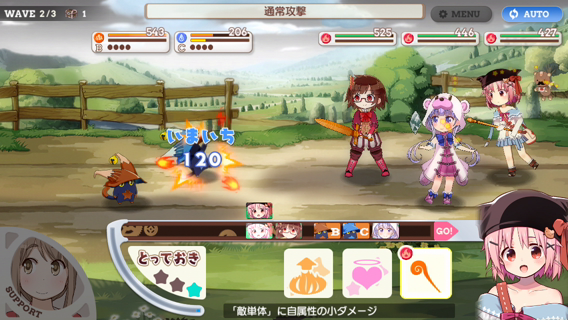 WAVE 2/3 1
通常攻撃
MENU
AUTO
543
B
206
C
525
446
427
いまいち
120
B
C
GO!
とっておき
SUPPORT
「敵単体」に自属性の小ダメージ